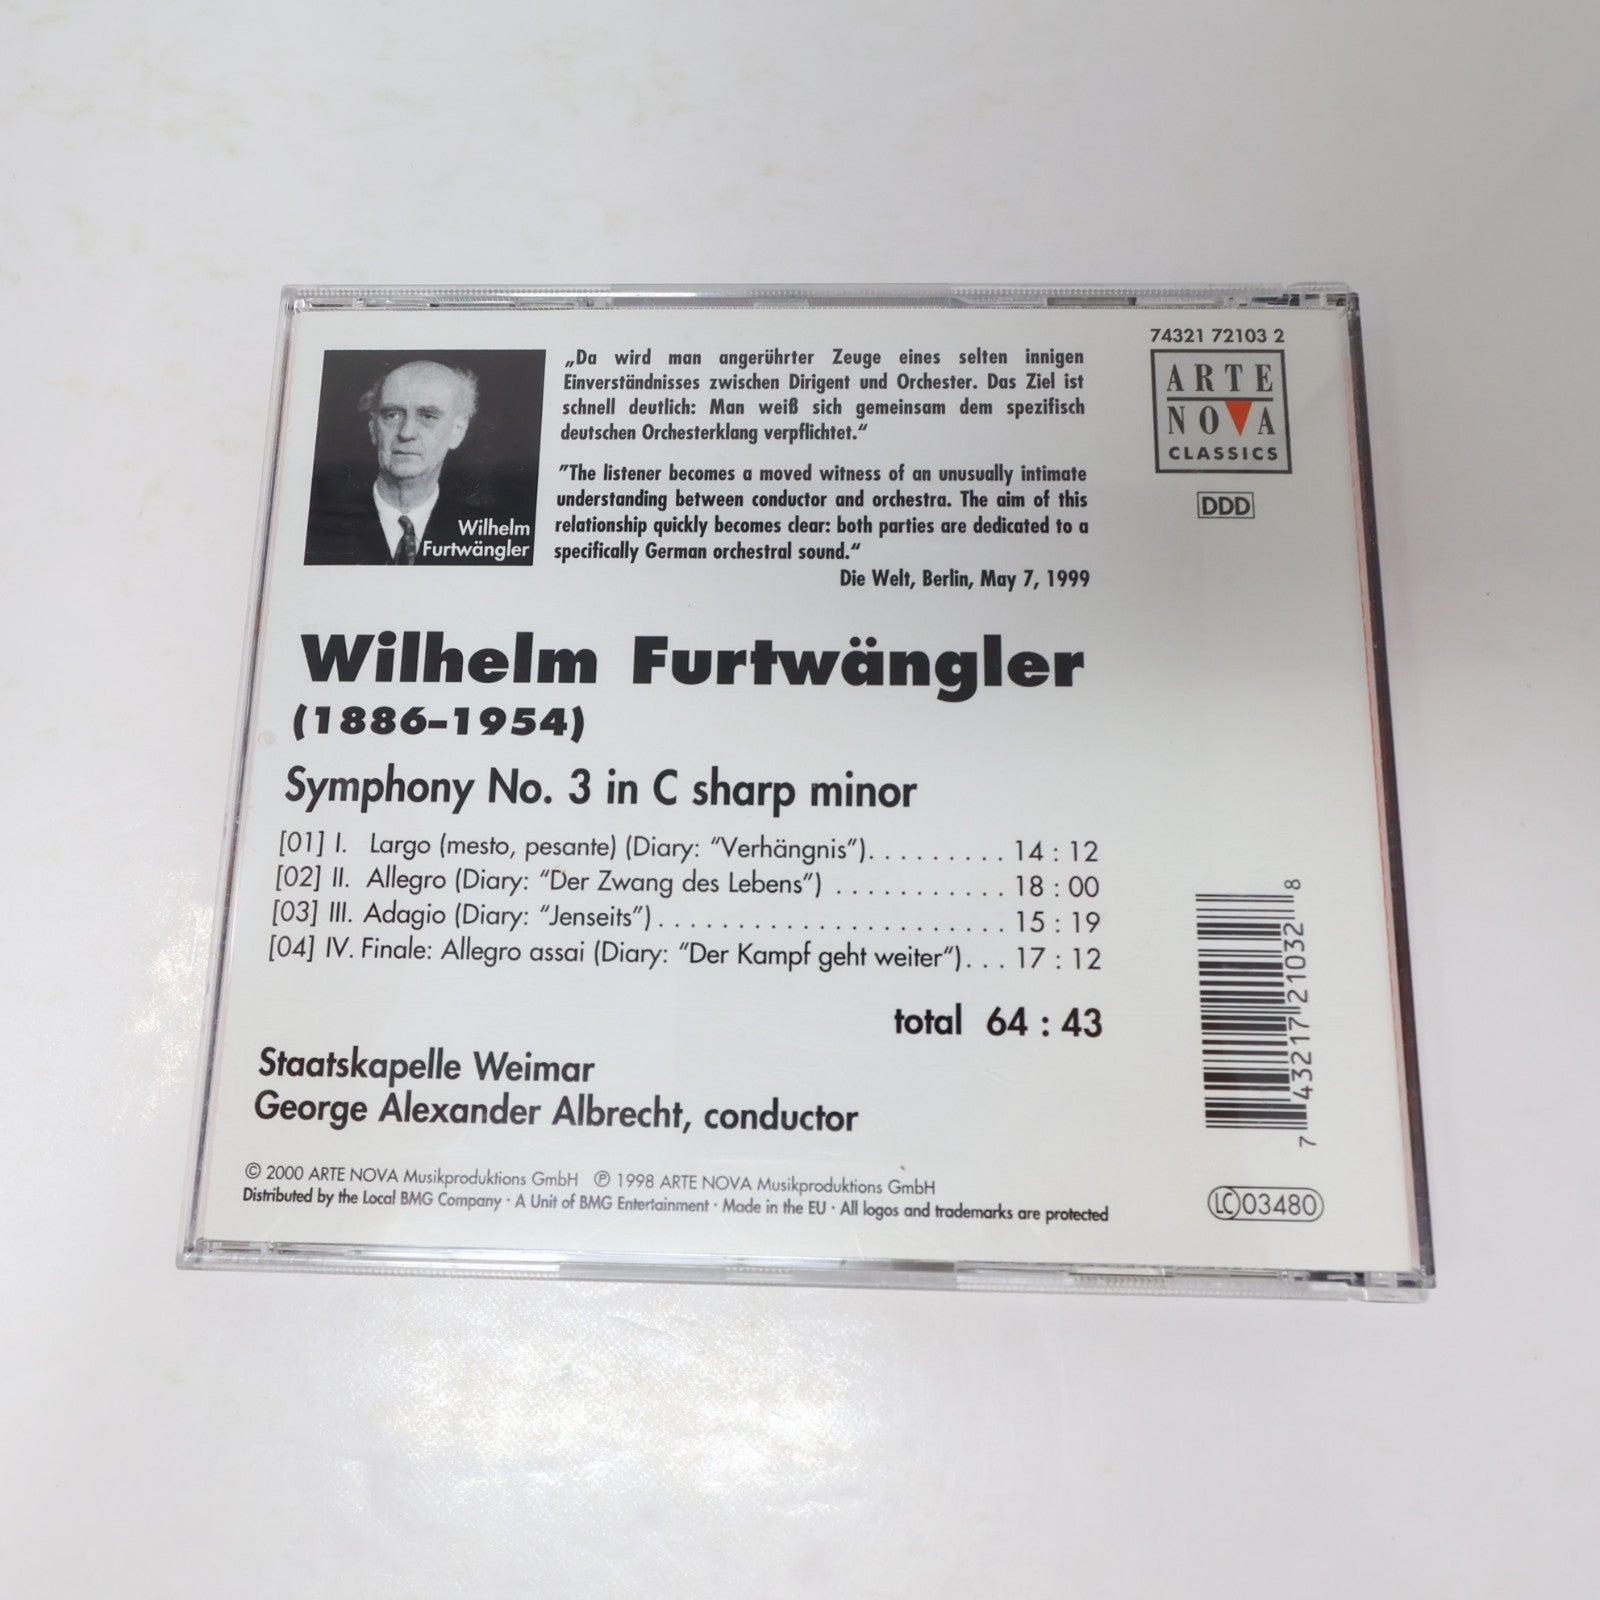 74321 72103 2
ARTE
NOVA
CLASSICS
DDD
„Da wird man angerührter Zeuge eines selten innigen
Einverständnisses zwischen Dirigent und Orchester. Das Ziel ist
schnell deutlich: Man weiß sich gemeinsam dem spezifisch
deutschen Orchesterklang verpflichtet.“
”The listener becomes a moved witness of an unusually intimate
understanding between conductor and orchestra. The aim of this
relationship quickly becomes clear: both parties are dedicated to a
specifically German orchestral sound.“
Die Welt, Berlin, May 7, 1999
Wilhelm
Furtwängler
Wilhelm Furtwängler
(1886–1954)
Symphony No. 3 in C sharp minor
[01] I. Largo (mesto, pesante) (Diary: “Verhängnis”). . . . . . . . . 14 : 12
[02] II. Allegro (Diary: “Der Zwang des Lebens”) . . . . . . . . . . . 18 : 00
[03] III. Adagio (Diary: “Jenseits”) . . . . . . . . . . . . . . . . . . . . . . . 15 : 19
[04] IV. Finale: Allegro assai (Diary: “Der Kampf geht weiter“). . . 17 : 12
total 64 : 43
Staatskapelle Weimar
George Alexander Albrecht, conductor
© 2000 ARTE NOVA Musikproduktions GmbH ℗ 1998 ARTE NOVA Musikproduktions GmbH
Distributed by the Local BMG Company · A Unit of BMG Entertainment · Made in the EU · All logos and trademarks are protected
7 43217 21032 8
LC 03480